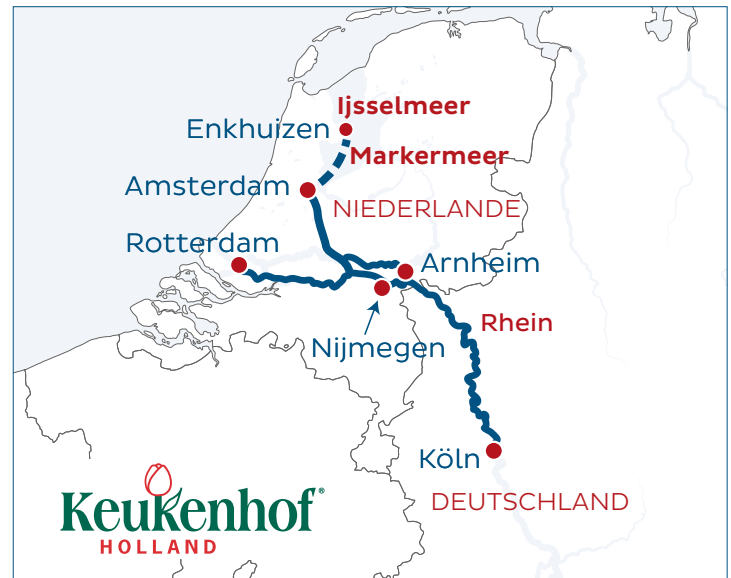 Ijsselmeer
Enkhuizen
Markermeer
Amsterdam
NIEDERLANDE
Rotterdam
Arnheim
Rhein
Nijmegen
Köln
DEUTSCHLAND
Keukenhof®
HOLLAND